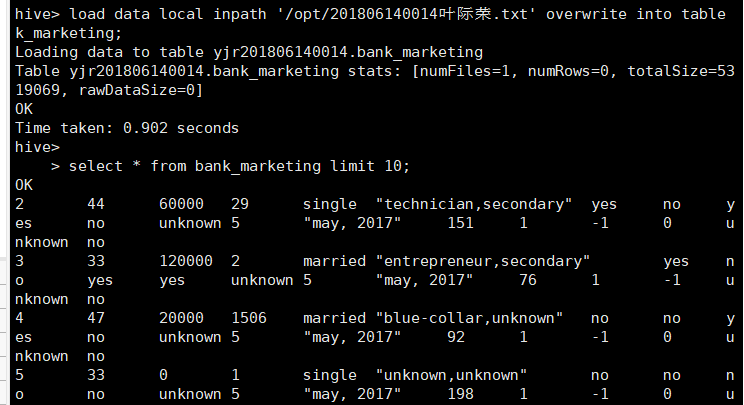 hive> load data local inpath '/opt/201806140014叶际荣.txt' overwrite into table
k_marketing;
Loading data to table yjr201806140014.bank_marketing
Table yjr201806140014.bank_marketing stats: [numFiles=1, numRows=0, totalSize=53
19069, rawDataSize=0]
OK
Time taken: 0.902 seconds
hive>
    > select * from bank_marketing limit 10;
OK
2	44	60000	29	single	"technician,secondary"	yes	no	y
es	no	unknown	5	"may, 2017"	151	1	-1	0	u
nknown	no
3	33	120000	2	married	"entrepreneur,secondary"	yes	n
o	yes	yes	unknown	5	"may, 2017"	76	1	-1	u
nknown	no
4	47	20000	1506	married	"blue-collar,unknown"	no	no	y
es	no	unknown	5	"may, 2017"	92	1	-1	0	u
nknown	no
5	33	0	1	single	"unknown,unknown"	no	no	n
o	no	unknown	5	"may, 2017"	198	1	-1	0	u